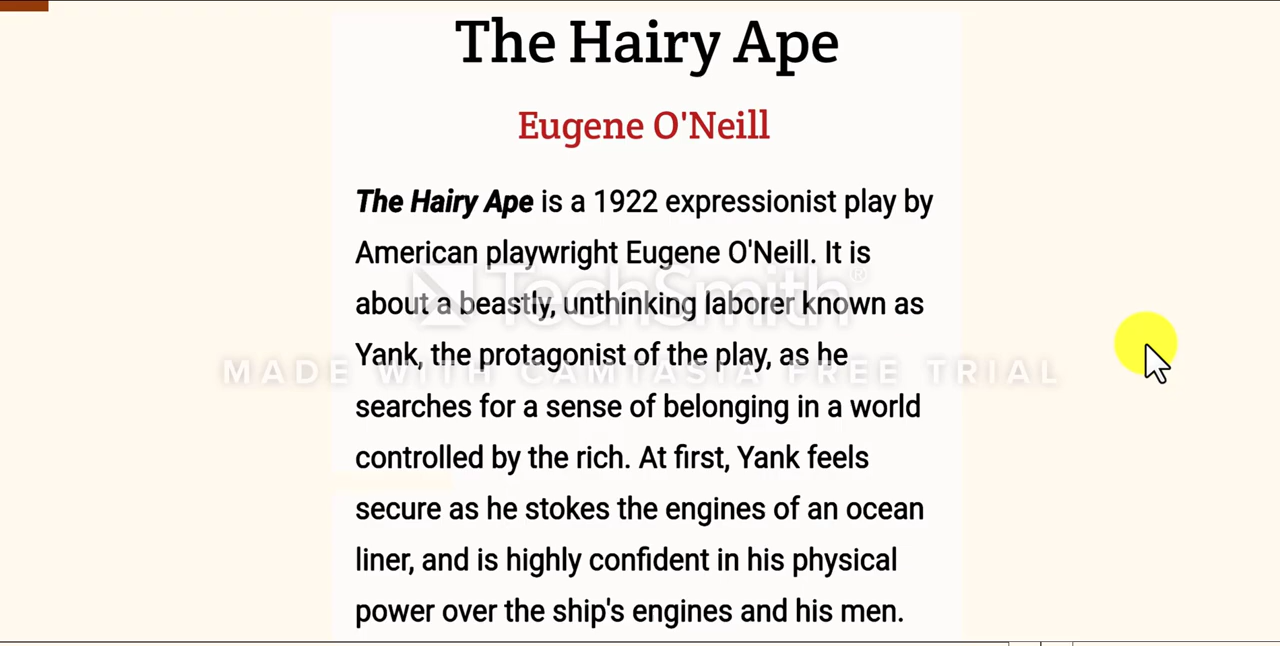 The Hairy Ape
Eugene O'Neill
The Hairy Ape is a 1922 expressionist play by
American playwright Eugene O'Neill. It is
TechSmith®
about a beastly, unthinking laborer known as
Yank, the protagonist of the play, as he
MADE WITH CAMTASIA FREE TRIAL
searches for a sense of belonging in a world
controlled by the rich. At first, Yank feels
secure as he stokes the engines of an ocean
liner, and is highly confident in his physical
power over the ship's engines and his men.